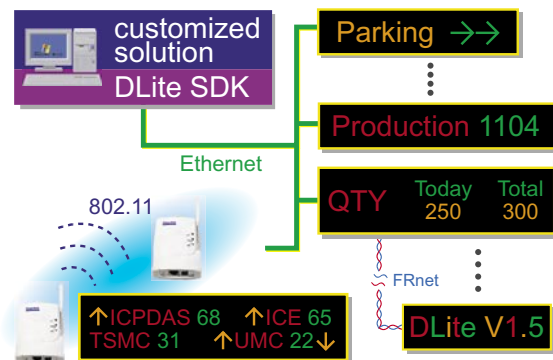 customized
solution
DLite SDK
Parking →→
Production 1104
Ethernet
QTY
Today Total
250 300
802.11
FRnet
↑ICPDAS 68 ↑ICE 65
TSMC 31 ↑UMC 22↓
DLite V1.5